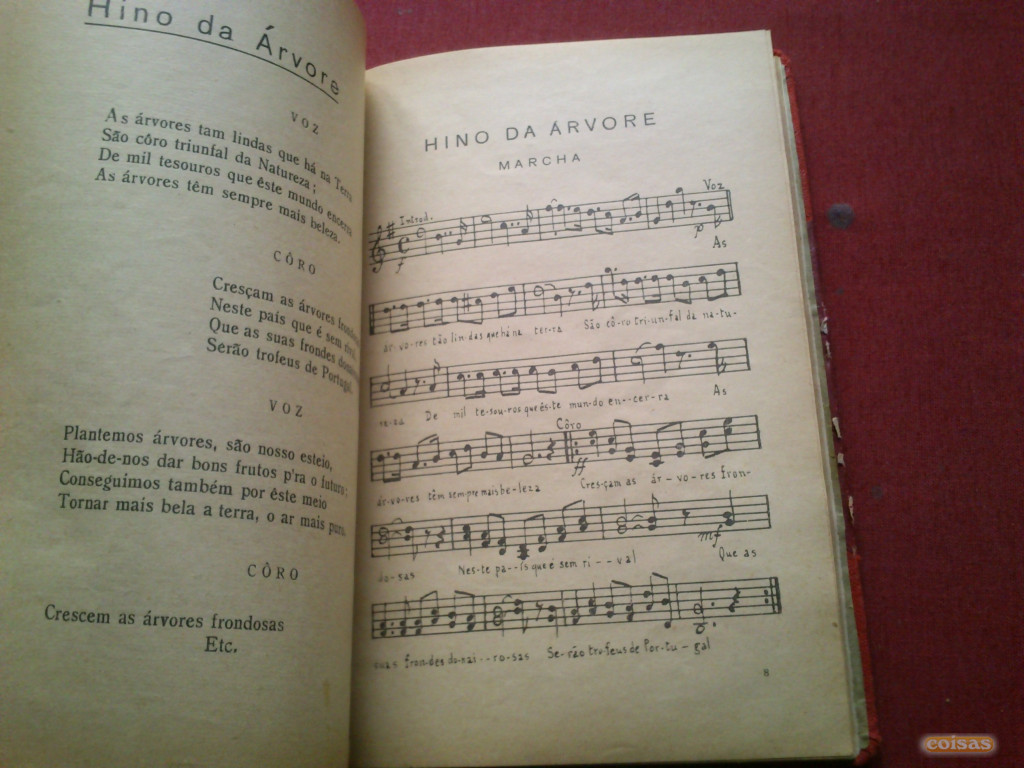 Hino da Árvore
VOZ
As árvores tam lindas que há na Terra
São côro triunfal da Natureza;
De mil tesouros que êste mundo encerra
As árvores têm sempre mais beleza.
CÔRO
Cresçam as árvores
Neste país que é sem
Que as suas frondes
Serão trofeus de Portugal.
VOZ
Plantemos árvores, são nosso esteio,
Hão-de-nos dar bons frutos p'ra o futuro;
Conseguimos também por êste meio
Tornar mais bela a terra, o ar mais puro.
CÔRO
Crescem as árvores frondosas
Etc.
HINO DA ÁRVORE
MARCHA
Introd.
Voz
f
p
As
ár-vo-res tão lin-das que há na ter-ra São cô-ro tri-un-fal da na-tu-
re-za De mil te-sou-ros que ês-te mun-do en--cer-ra As
Côro
ff
ár-vo-res têm sem-pre mais be-leza Cres-çam as ár-vo-res fron-
mf
do-sas Nes-te pa--ís que é sem ri--val Que as
suas fron-des do-nai--ro-sas Se-rão tro-feus de Por-tu-gal
8
coisas